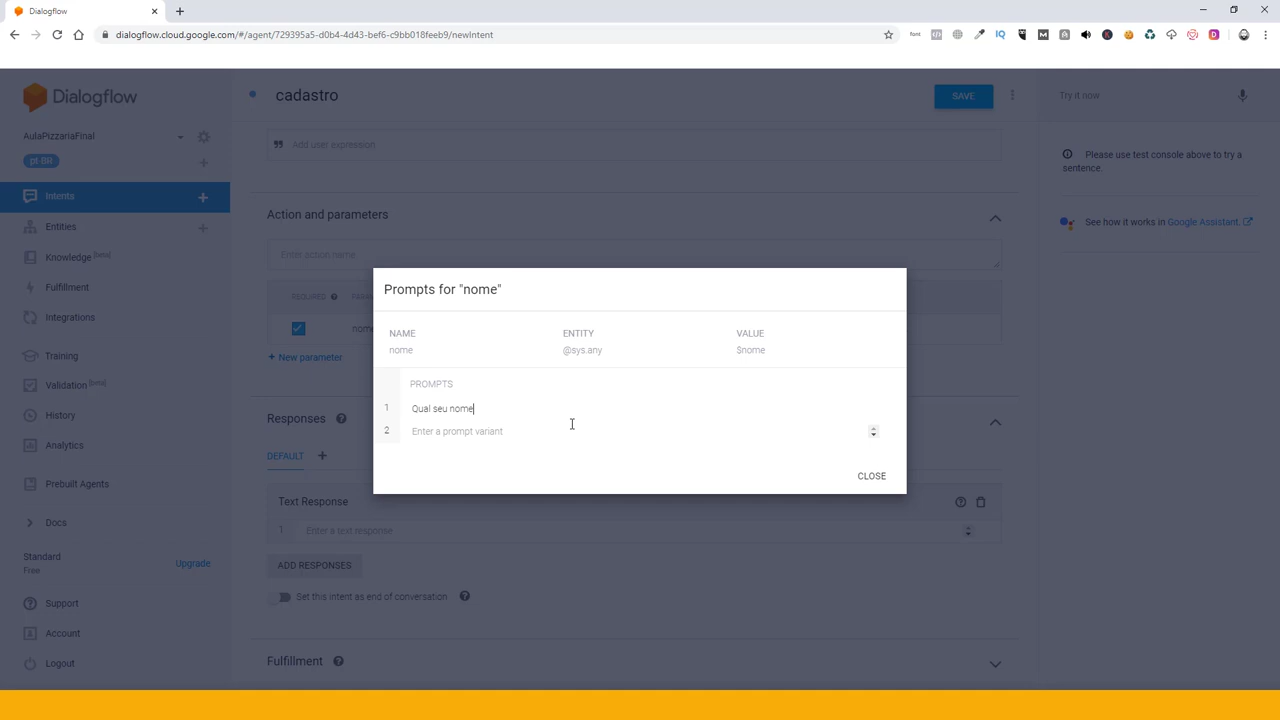 Dialogflow
dialogflow.cloud.google.com/#/agent/729395a5-d0b4-4d43-bef6-c9bb018feeb9/newIntent
Dialogflow
cadastro
SAVE
Try it now
AulaPizzariaFinal
Add user expression
Please use test console above to try a
sentence.
pt-BR
Intents
Action and parameters
See how it works in Google Assistant.
Entities
Knowledge [beta]
Enter action name
Fulfillment
Prompts for "nome"
REQUIRED
Integrations
nome
NAME ENTITY VALUE
nome @sys.any $nome
New parameter
Training
Validation [beta]
PROMPTS
1 Qual seu nome
History
Responses
2 Enter a prompt variant
Analytics
DEFAULT
CLOSE
Prebuilt Agents
Text Response
Docs
1 Enter a text response
Standard
Free
Upgrade
ADD RESPONSES
Set this intent as end of conversation
Support
Account
Fulfillment
Logout